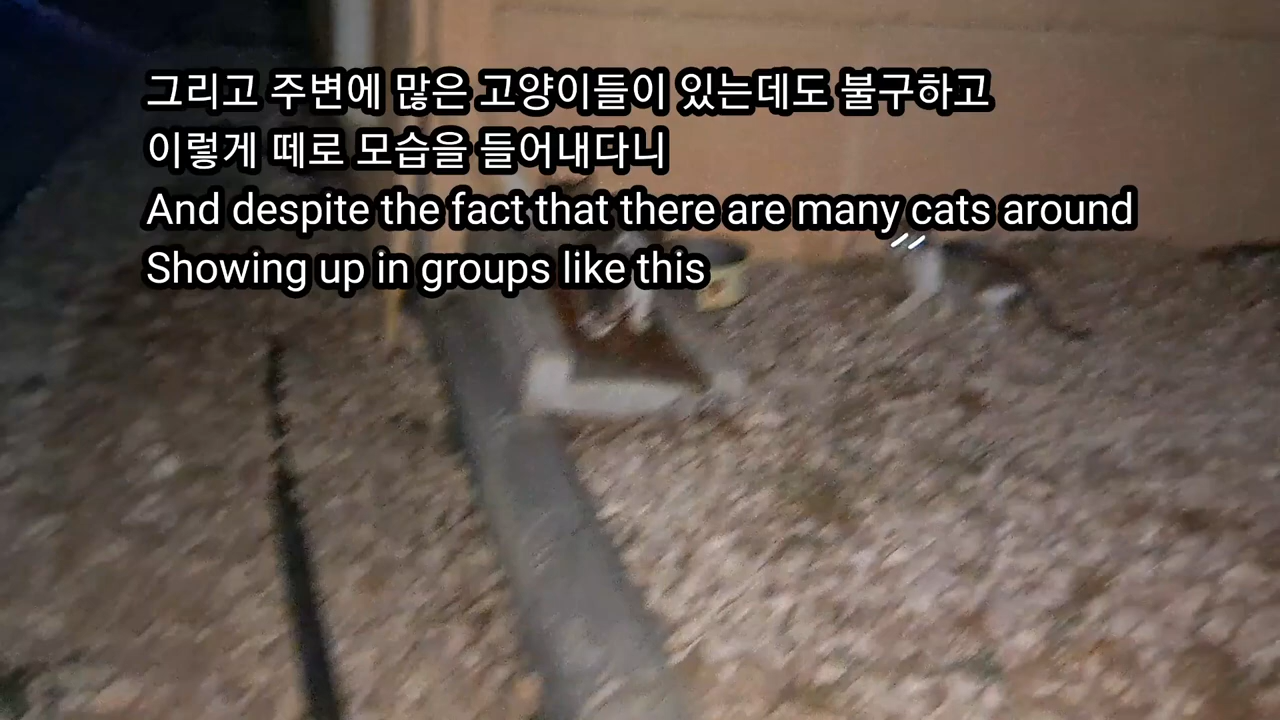 그리고 주변에 많은 고양이들이 있는데도 불구하고
이렇게 떼로 모습을 들어내다니
And despite the fact that there are many cats around
Showing up in groups like this